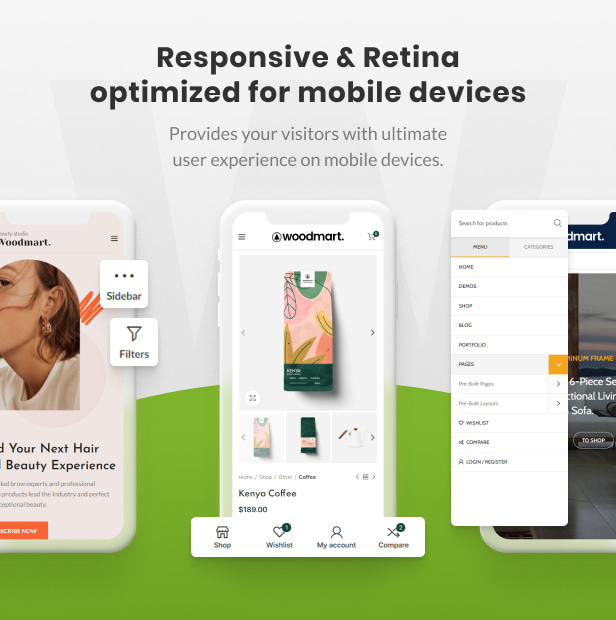 Responsive & Retina
optimized for mobile devices
Provides your visitors with ultimate
user experience on mobile devices.
beauty studio
Woodmart.
Sidebar
Filters
d Your Next Hair
Beauty Experience
led brow experts and professional
products lead the Industry and perfect
ceptional beauty.
SCRIBE NOW
woodmart.
0
KENYA
Home / Shop / Other / Coffee
Kenya Coffee
$189.00
Shop
1
Wishlist
My account
2
Compare
Search for products
MENU
CATEGORIES
HOME
DEMOS
SHOP
BLOG
PORTFOLIO
PAGES
Pre-Built Pages
Pre-Built Layouts
WISHLIST
COMPARE
LOGIN / REGISTER
dmart.
MINUM FRAME
6-Piece Se
ctional Livin
Sofa.
TO SHOP